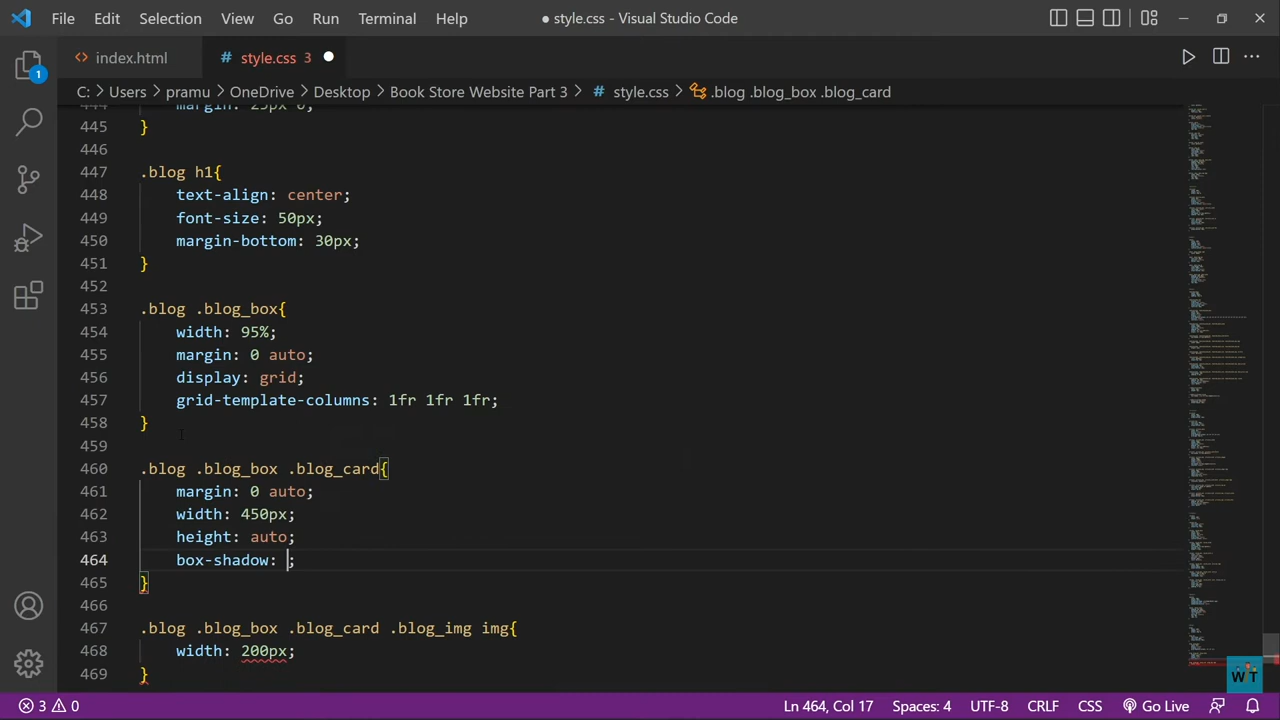 File Edit Selection View Go Run Terminal Help ● style.css - Visual Studio Code
index.html # style.css 3
C: > Users > pramu > OneDrive > Desktop > Book Store Website Part 3 > # style.css > .blog .blog_box .blog_card
1
444 margin: 25px 0;
445 }
446
447 .blog h1{
448 text-align: center;
449 font-size: 50px;
450 margin-bottom: 30px;
451 }
452
453 .blog .blog_box{
454 width: 95%;
455 margin: 0 auto;
456 display: grid;
457 grid-template-columns: 1fr 1fr 1fr;
458 }
459
460 .blog .blog_box .blog_card{
461 margin: 0 auto;
462 width: 450px;
463 height: auto;
464 box-shadow: ;
465 }
466
467 .blog .blog_box .blog_card .blog_img img{
468 width: 200px;
469 }
WT
3 0 Ln 464, Col 17 Spaces: 4 UTF-8 CRLF CSS Go Live